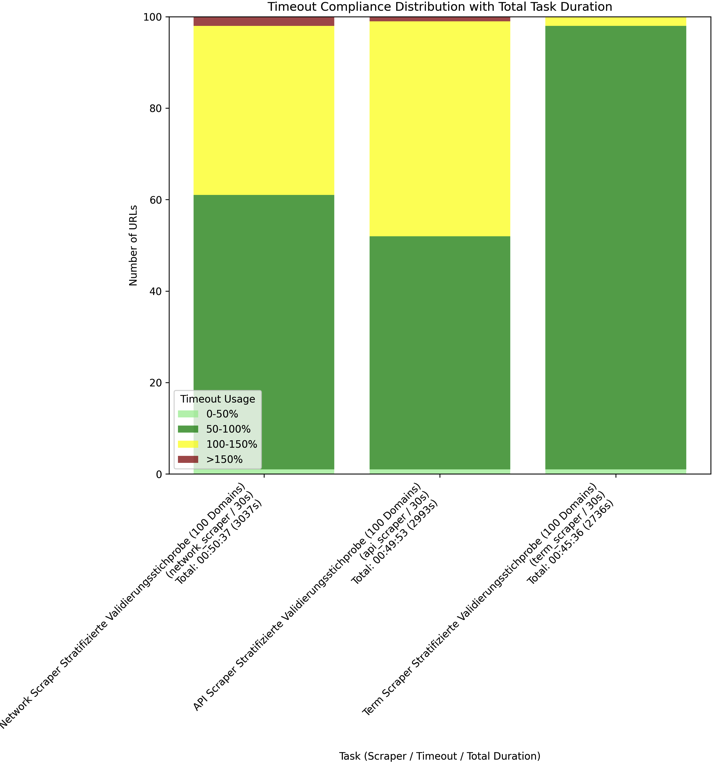 Timeout Compliance Distribution with Total Task Duration
Number of URLs
100
80
60
40
20
0
Timeout Usage
0-50%
50-100%
100-150%
>150%
Network Scraper Stratifizierte Validierungsstichprobe (100 Domains)
(network_scraper / 30s)
Total: 00:50:37 (3037s)
API Scraper Stratifizierte Validierungsstichprobe (100 Domains)
(api_scraper / 30s)
Total: 00:49:53 (2993s)
Term Scraper Stratifizierte Validierungsstichprobe (100 Domains)
(term_scraper / 30s)
Total: 00:45:36 (2736s)
Task (Scraper / Timeout / Total Duration)